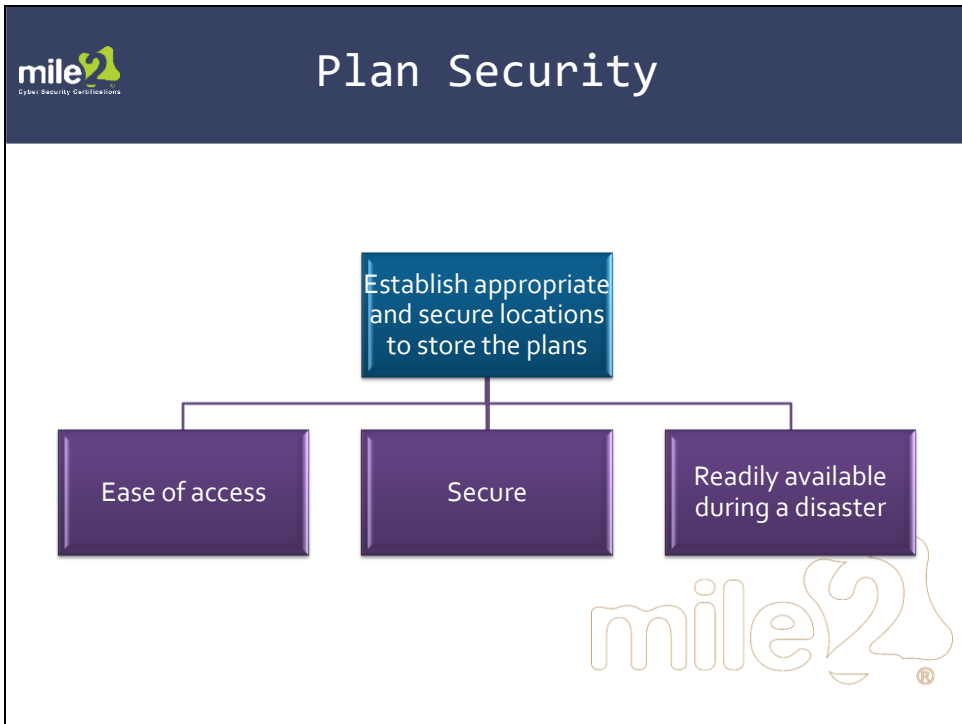 mile2
Cyber Security Certifications
Plan Security
Establish appropriate
and secure locations
to store the plans
Ease of access
Secure
Readily available
during a disaster
mile2
®